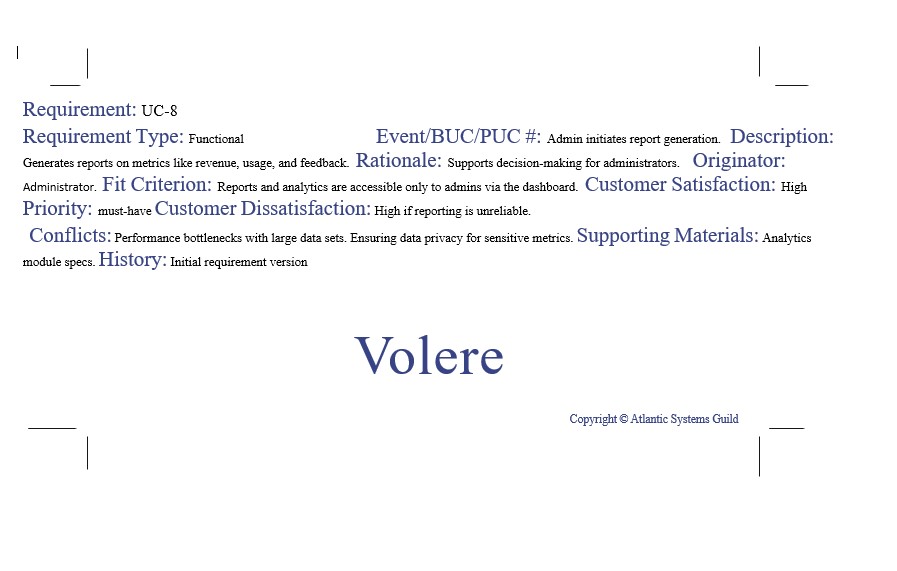 Requirement: UC-8
Requirement Type: Functional Event/BUC/PUC #: Admin initiates report generation. Description:
Generates reports on metrics like revenue, usage, and feedback. Rationale: Supports decision-making for administrators. Originator:
Administrator. Fit Criterion: Reports and analytics are accessible only to admins via the dashboard. Customer Satisfaction: High
Priority: must-have Customer Dissatisfaction: High if reporting is unreliable.
Conflicts: Performance bottlenecks with large data sets. Ensuring data privacy for sensitive metrics. Supporting Materials: Analytics
module specs. History: Initial requirement version
Volere
Copyright © Atlantic Systems Guild